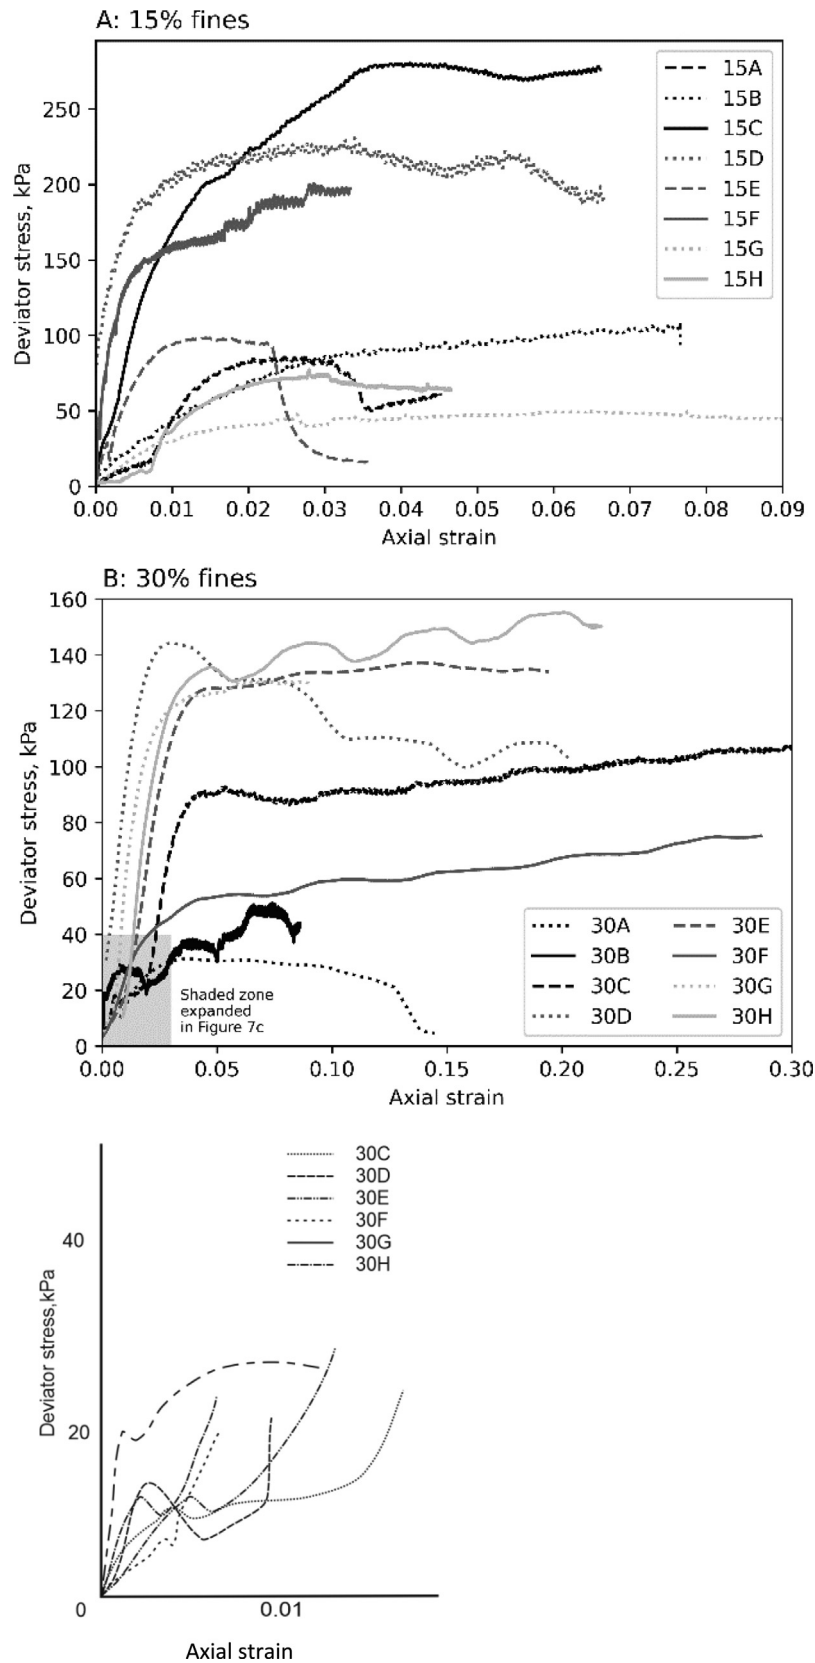 A: 15% fines
250
200
150
100
50
0
Deviator stress, kPa
15A
15B
15C
15D
15E
15F
15G
15H
0.00 0.01 0.02 0.03 0.04 0.05 0.06 0.07 0.08 0.09
Axial strain
B: 30% fines
160
140
120
100
80
60
40
20
0
Deviator stress, kPa
Shaded zone
expanded
in Figure 7c
30A 30E
30B 30F
30C 30G
30D 30H
0.00 0.05 0.10 0.15 0.20 0.25 0.30
Axial strain
30C
30D
30E
30F
30G
30H
40
20
0
Deviator stress,kPa
0.01
Axial strain